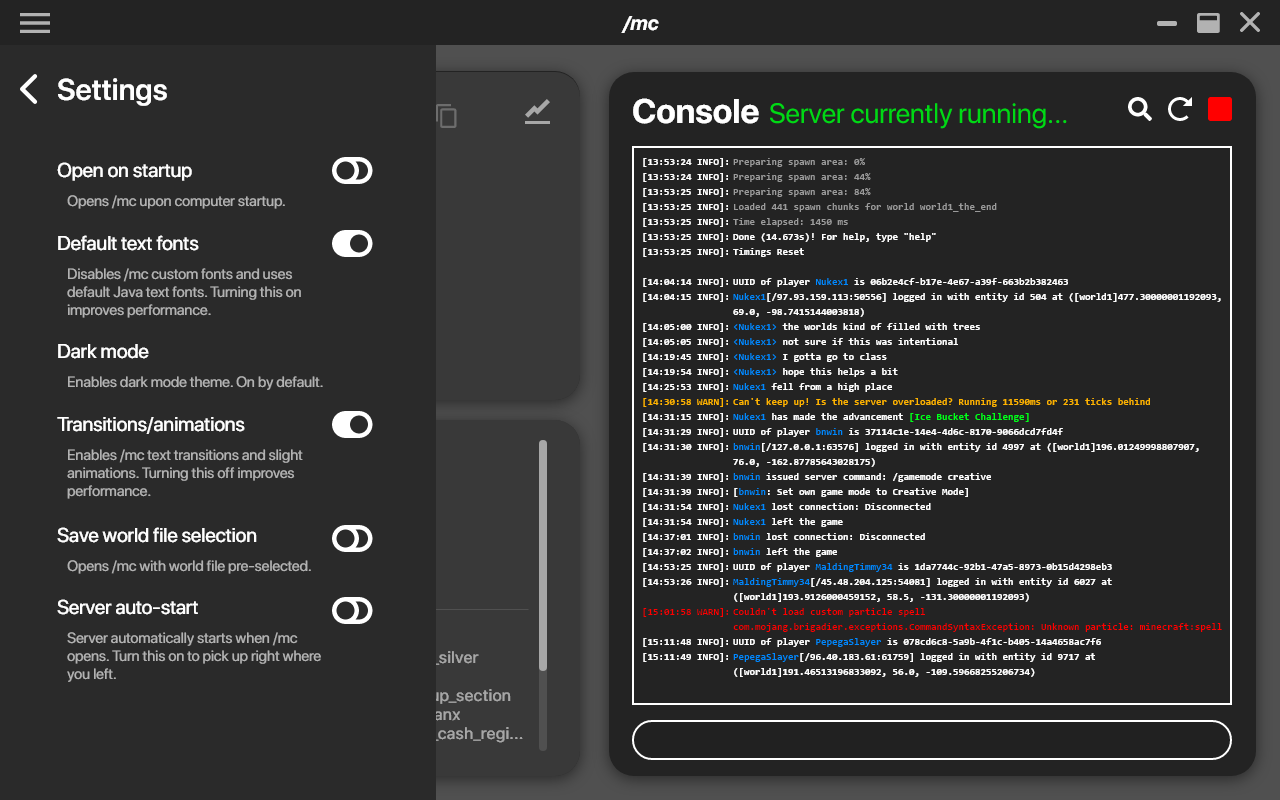 /mc
Settings
Open on startup
Opens /mc upon computer startup.
Default text fonts
Disables /mc custom fonts and uses
default Java text fonts. Turning this on
improves performance.
Dark mode
Enables dark mode theme. On by default.
Transitions/animations
Enables /mc text transitions and slight
animations. Turning this off improves
performance.
Save world file selection
Opens /mc with world file pre-selected.
Server auto-start
Server automatically starts when /mc
opens. Turn this on to pick up right where
you left.
_silver
up_section
anx
_cash_regi...
Console Server currently running...
[13:53:24 INFO]: Preparing spawn area: 0%
[13:53:24 INFO]: Preparing spawn area: 44%
[13:53:25 INFO]: Preparing spawn area: 84%
[13:53:25 INFO]: Loaded 441 spawn chunks for world world1_the_end
[13:53:25 INFO]: Time elapsed: 1450 ms
[13:53:25 INFO]: Done (14.673s)! For help, type "help"
[13:53:25 INFO]: Timings Reset
[14:04:14 INFO]: UUID of player Nukex1 is 06b2e4cf-b17e-4e67-a39f-663b2b382463
[14:04:15 INFO]: Nukex1[/97.93.159.113:50556] logged in with entity id 504 at ([world1]477.30000001192093,
69.0, -98.7415144003818)
[14:05:00 INFO]: <Nukex1> the worlds kind of filled with trees
[14:05:05 INFO]: <Nukex1> not sure if this was intentional
[14:19:45 INFO]: <Nukex1> I gotta go to class
[14:19:54 INFO]: <Nukex1> hope this helps a bit
[14:25:53 INFO]: Nukex1 fell from a high place
[14:30:58 WARN]: Can't keep up! Is the server overloaded? Running 11590ms or 231 ticks behind
[14:31:15 INFO]: Nukex1 has made the advancement [Ice Bucket Challenge]
[14:31:29 INFO]: UUID of player bnwin is 37114c1e-14e4-4d6c-8170-9066dcd7fd4f
[14:31:30 INFO]: bnwin[/127.0.0.1:63576] logged in with entity id 4997 at ([world1]196.01249998807907,
76.0, -162.87785643028175)
[14:31:39 INFO]: bnwin issued server command: /gamemode creative
[14:31:39 INFO]: [bnwin: Set own game mode to Creative Mode]
[14:31:54 INFO]: Nukex1 lost connection: Disconnected
[14:31:54 INFO]: Nukex1 left the game
[14:37:01 INFO]: bnwin lost connection: Disconnected
[14:37:02 INFO]: bnwin left the game
[14:53:25 INFO]: UUID of player MaldingTimmy34 is 1da7744c-92b1-47a5-8973-0b15d4298eb3
[14:53:26 INFO]: MaldingTimmy34[/45.48.204.125:54081] logged in with entity id 6027 at
([world1]193.9126000459152, 58.5, -131.30000001192093)
[15:01:58 WARN]: Couldn't load custom particle spell
com.mojang.brigadier.exceptions.CommandSyntaxException: Unknown particle: minecraft:spell
[15:11:48 INFO]: UUID of player PepegaSlayer is 078cd6c8-5a9b-4f1c-b405-14a4658ac7f6
[15:11:49 INFO]: PepegaSlayer[/96.40.183.61:61759] logged in with entity id 9717 at
([world1]191.46513196833092, 56.0, -109.59668255206734)